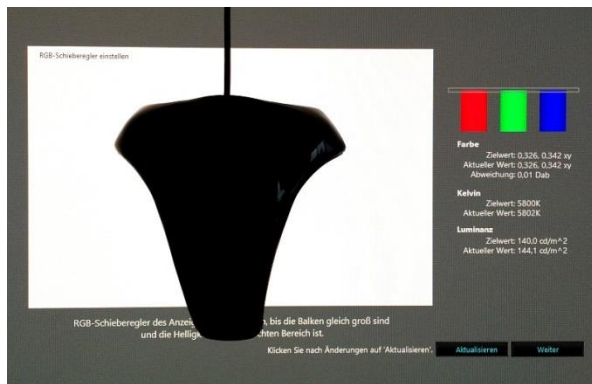 RGB-Schieberegler einstellen
Farbe
Zielwert: 0,326, 0,342 xy
Aktueller Wert: 0,326, 0,342 xy
Abweichung: 0,01 Dab
Kelvin
Zielwert: 5800K
Aktueller Wert: 5802K
Luminanz
Zielwert: 140,0 cd/m^2
Aktueller Wert: 144,1 cd/m^2
RGB-Schieberegler des , bis die Balken gleich groß sind
und die Bereich ist.
Klicken Sie nach Änderungen auf 'Aktualisieren'.
Aktualisieren
Weiter